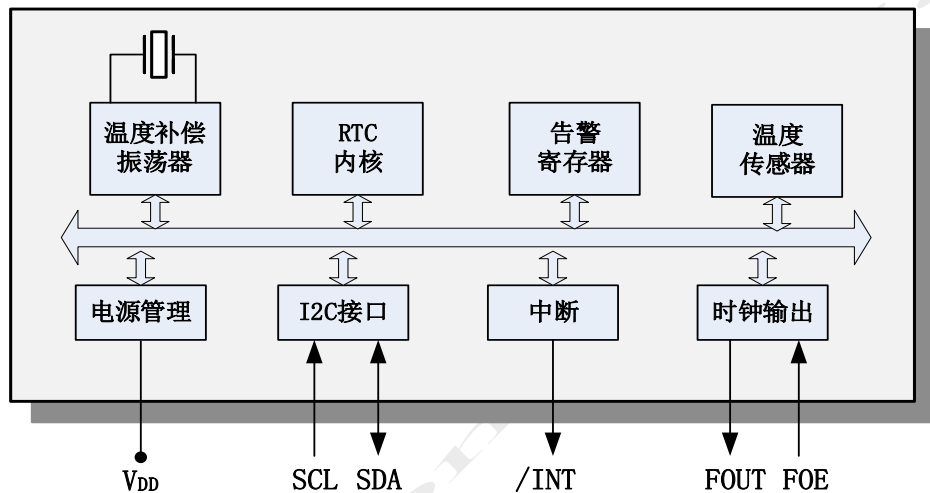 温度补偿
振荡器
RTC
内核
告警
寄存器
温度
传感器
电源管理
I2C接口
中断
时钟输出
VDD
SCL SDA
/INT
FOUT FOE